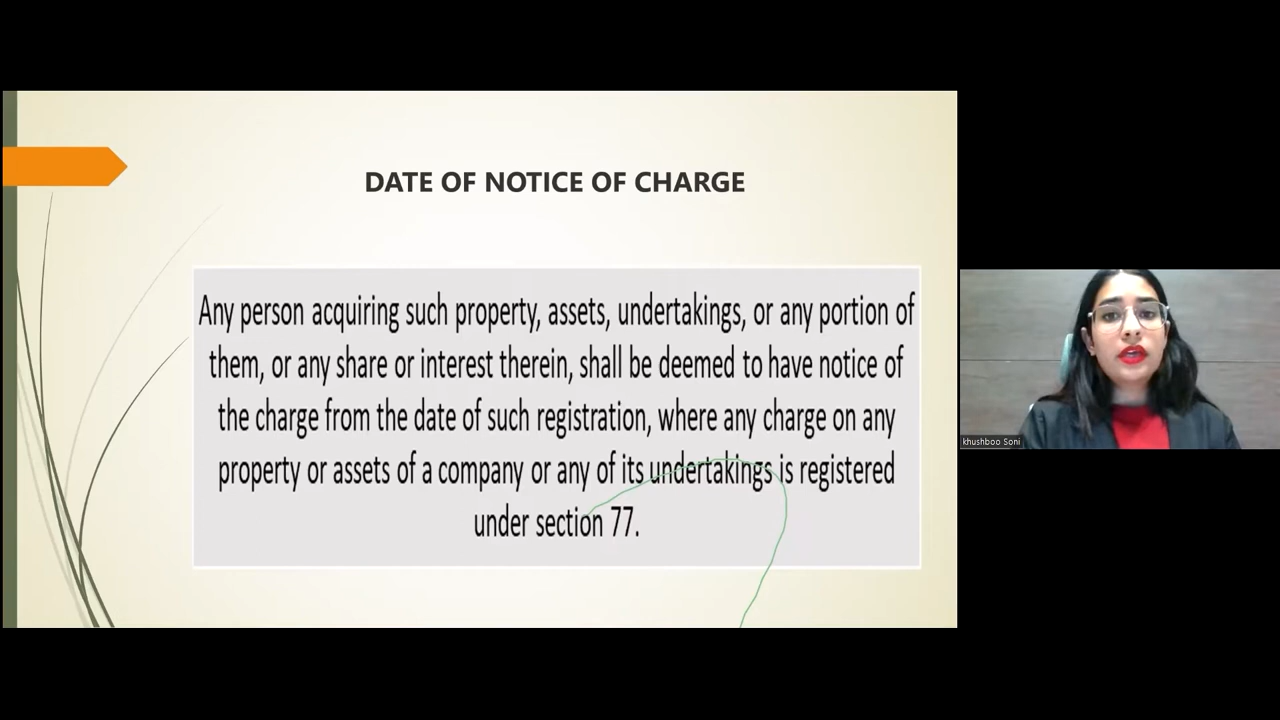 DATE OF NOTICE OF CHARGE
Any person acquiring such property, assets, undertakings, or any portion of
them, or any share or interest therein, shall be deemed to have notice of
the charge from the date of such registration, where any charge on any
property or assets of a company or any of its undertakings is registered
under section 77.
khushboo Soni